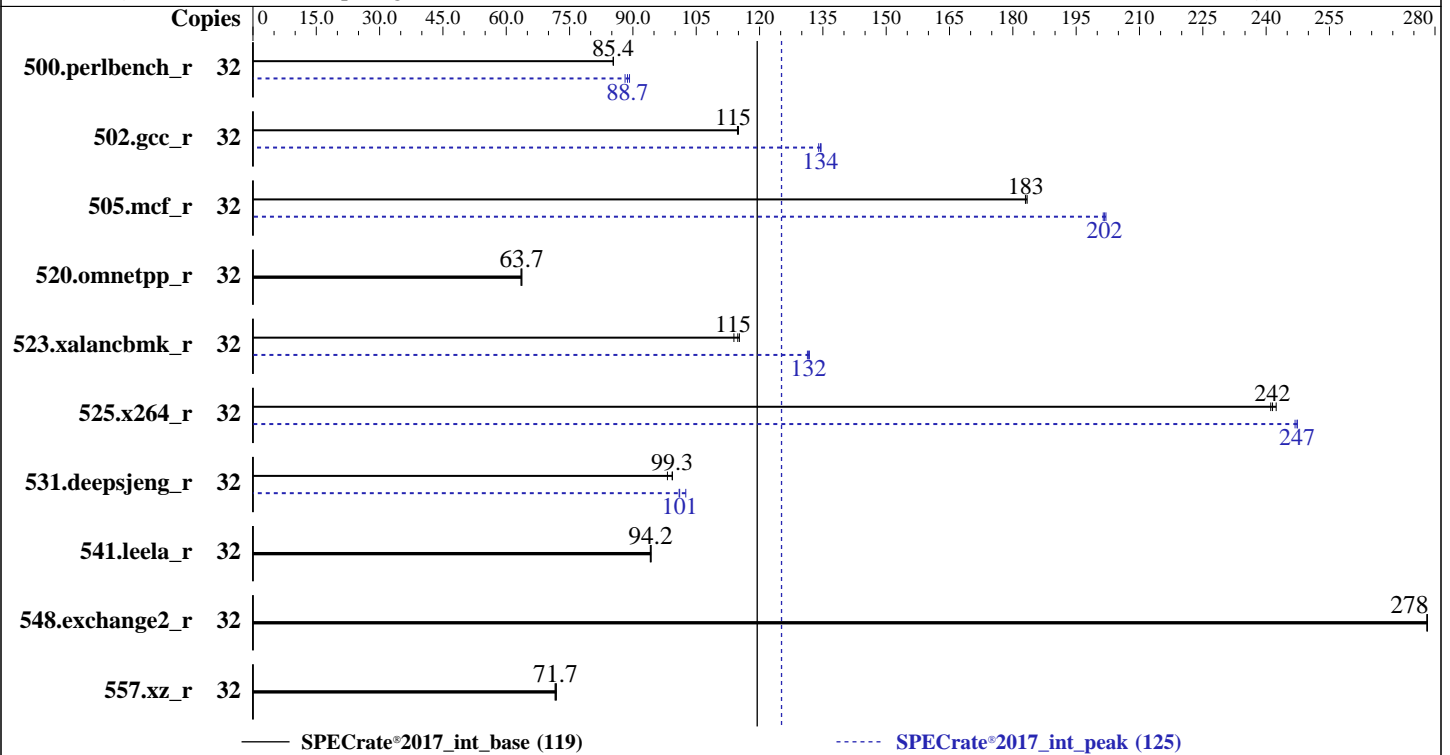 Copies 0 15.0 30.0 45.0 60.0 75.0 90.0 105 120 135 150 165 180 195 210 225 240 255 280
500.perlbench_r 32 85.4
88.7
502.gcc_r 32 115
134
505.mcf_r 32 183
202
520.omnetpp_r 32 63.7
523.xalancbmk_r 32 115
132
525.x264_r 32 242
247
531.deepsjeng_r 32 99.3
101
541.leela_r 32 94.2
548.exchange2_r 32 278
557.xz_r 32 71.7
SPECrate®2017_int_base (119) SPECrate®2017_int_peak (125)